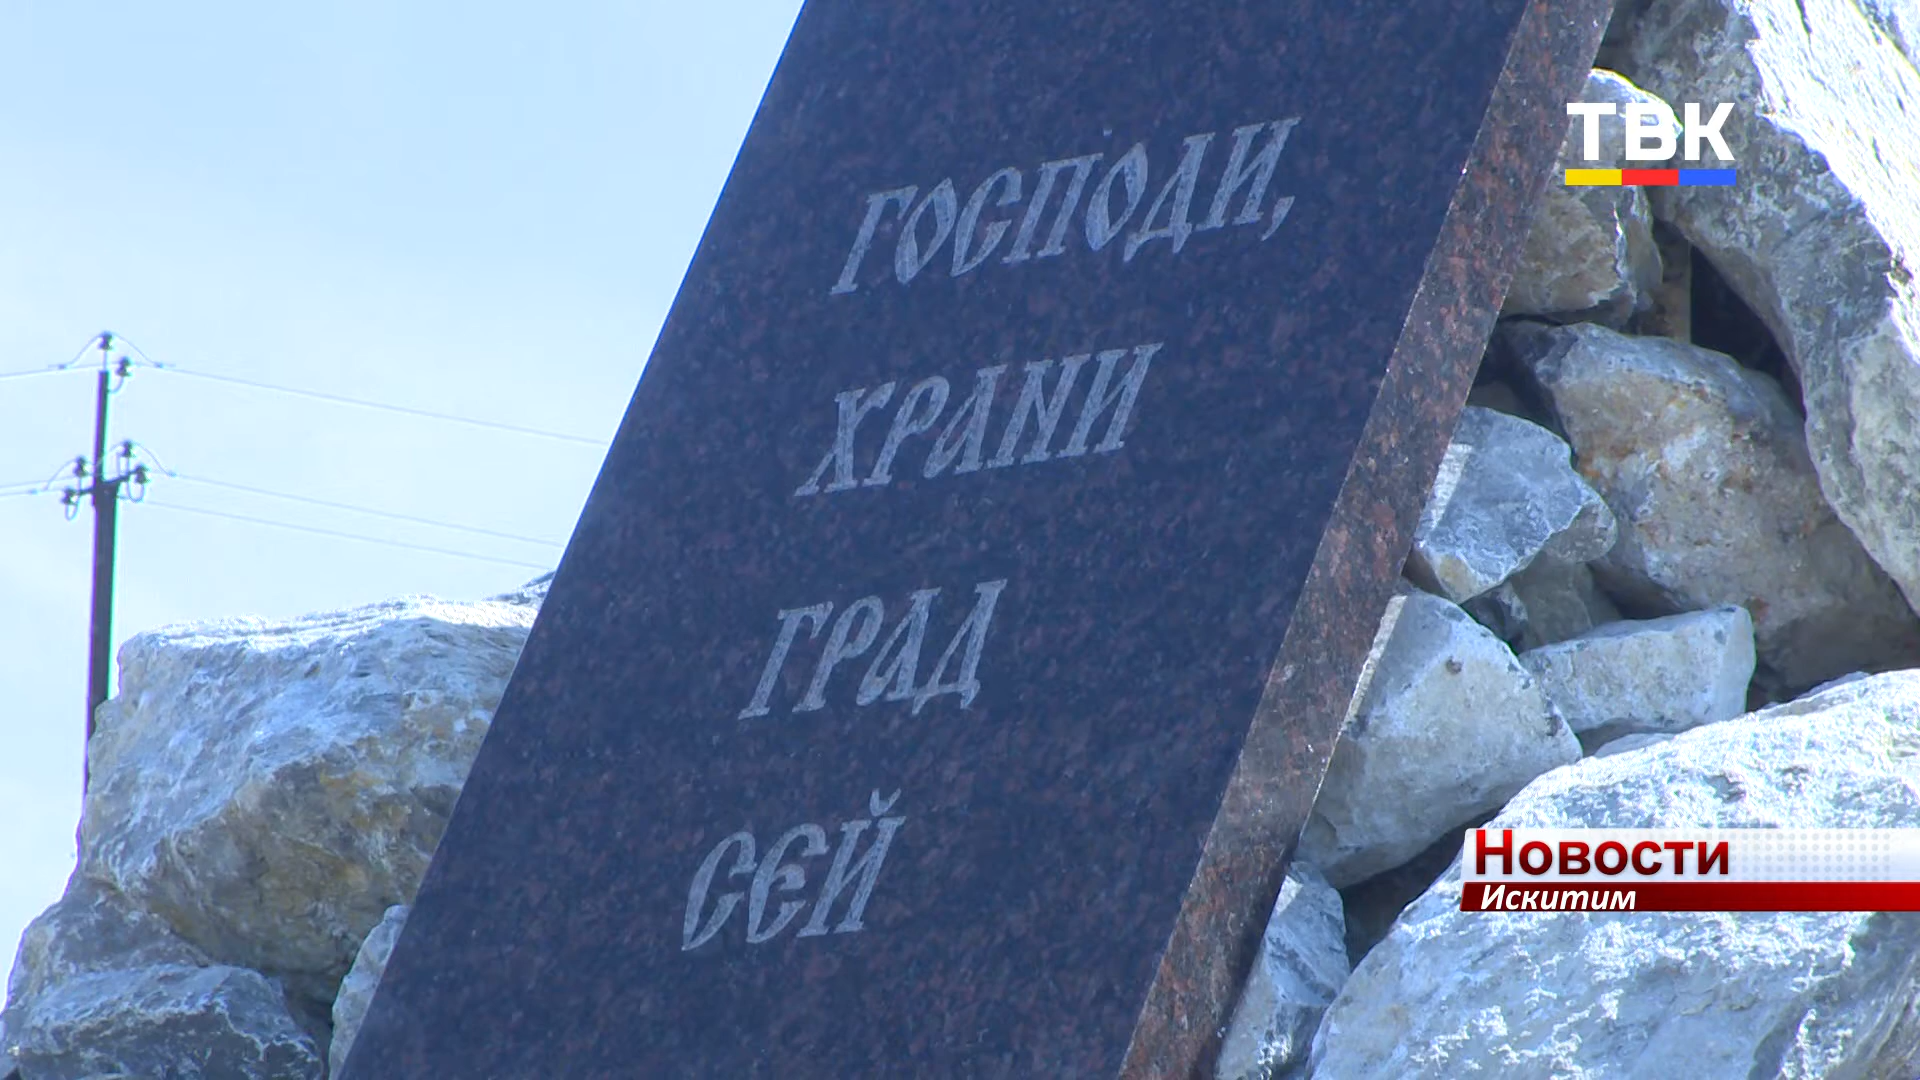 ТВК
ГОСПОДИ,
ХРАНИ
ГРАД
СЕЙ
Новости
Искитим